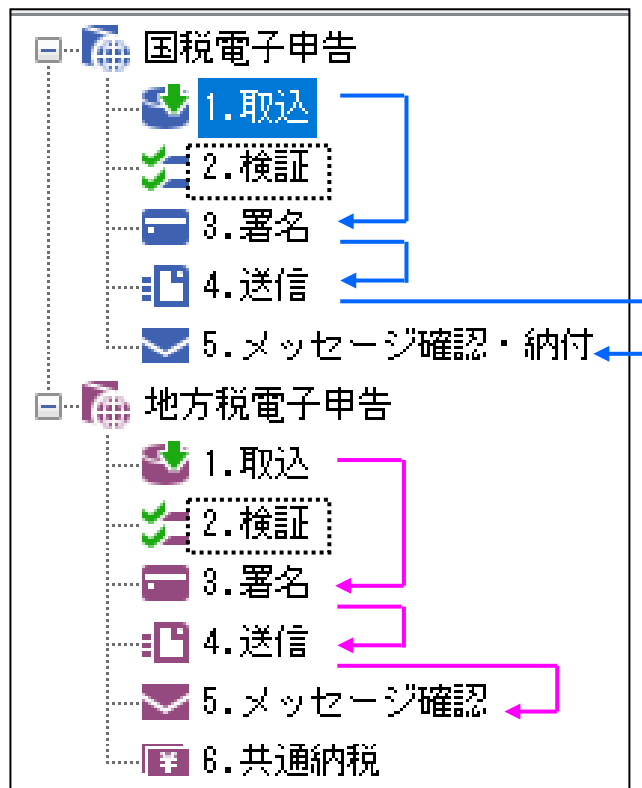 国税電子申告
1.取込
2.検証
3.署名
4.送信
5.メッセージ確認・納付
地方税電子申告
1.取込
2.検証
3.署名
4.送信
5.メッセージ確認
6.共通納税